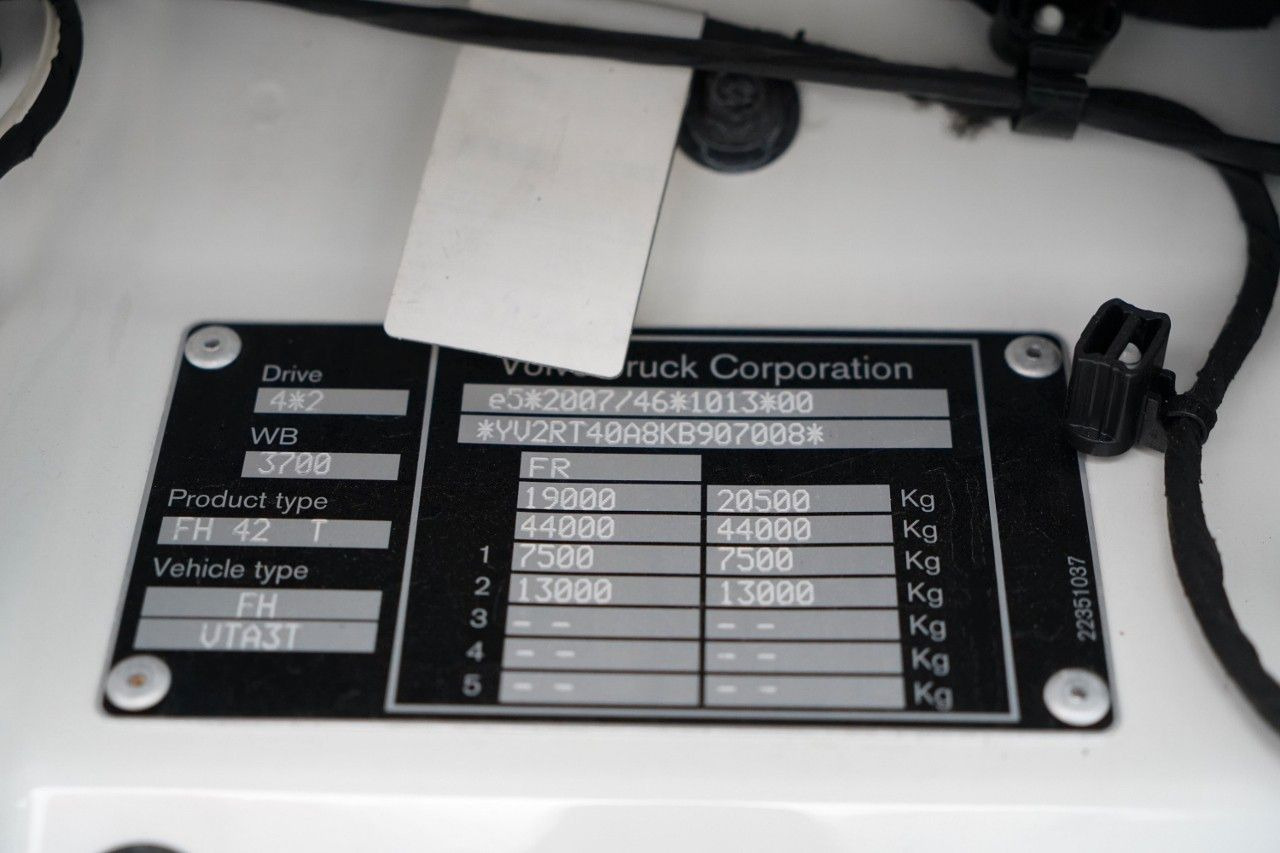 Drive
4*2
WB
3700
Product type
FH 42 T
Vehicle type
FH
VTA3T
Volvo Truck Corporation
e5*2007/46*1013*00
*YV2RT40A8KB907008*
FR
19000 20500 Kg
44000 44000 Kg
1 7500 7500 Kg
2 13000 13000 Kg
3 -- -- Kg
4 -- -- Kg
5 -- -- Kg
22351037